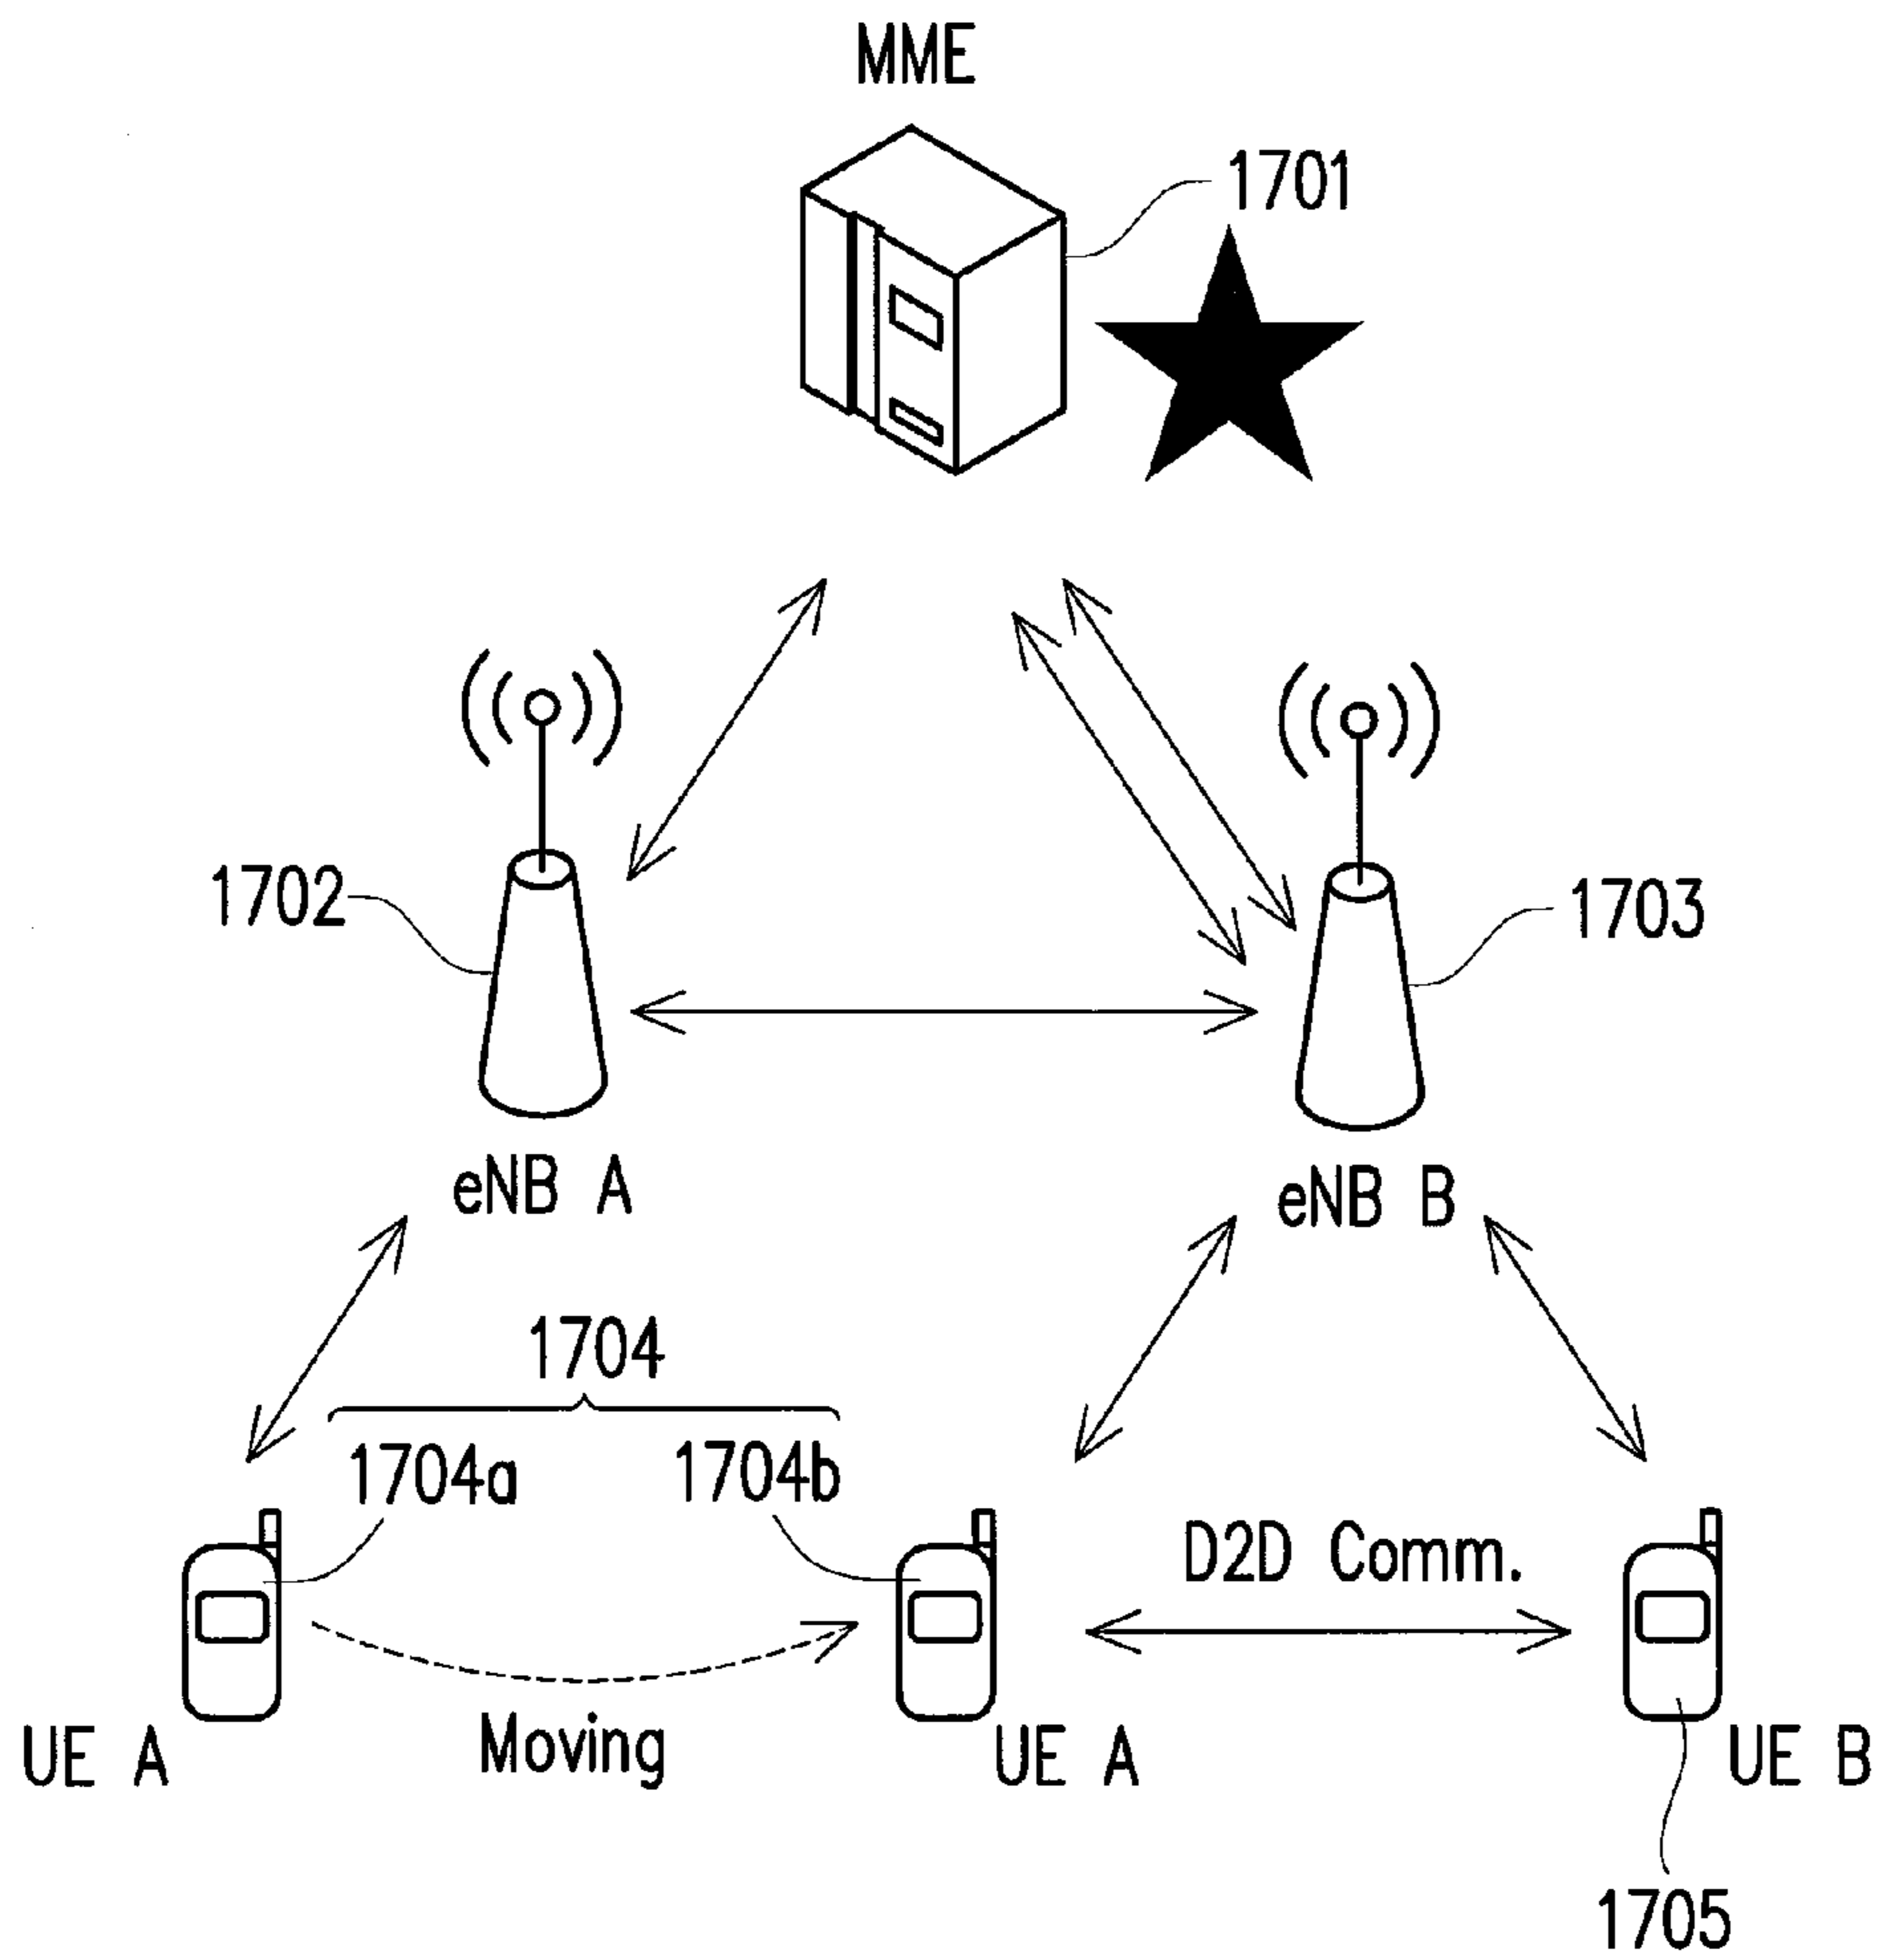 MME
1701
1702
1703
eNB A
eNB B
1704
1704a
1704b
D2D Comm.
Moving
UE A
UE A
UE B
1705